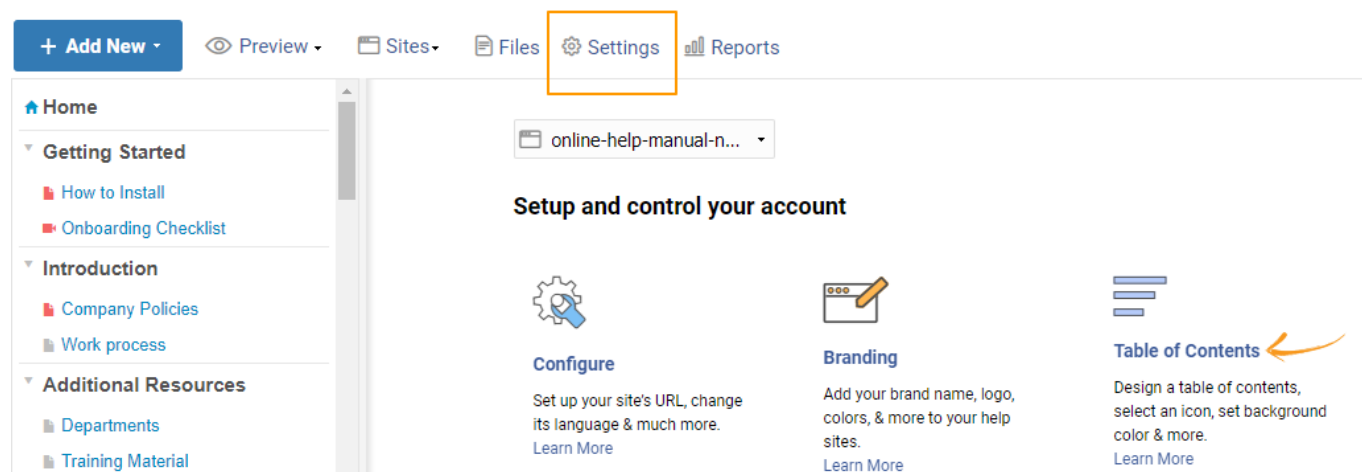 + Add New
Preview
Sites
Files
Settings
Reports
Home
Getting Started
How to Install
Onboarding Checklist
Introduction
Company Policies
Work process
Additional Resources
Departments
Training Material
online-help-manual-n...
Setup and control your account
Configure
Set up your site's URL, change
its language & much more.
Learn More
Branding
Add your brand name, logo,
colors, & more to your help
sites.
Learn More
Table of Contents
Design a table of contents,
select an icon, set background
color & more.
Learn More